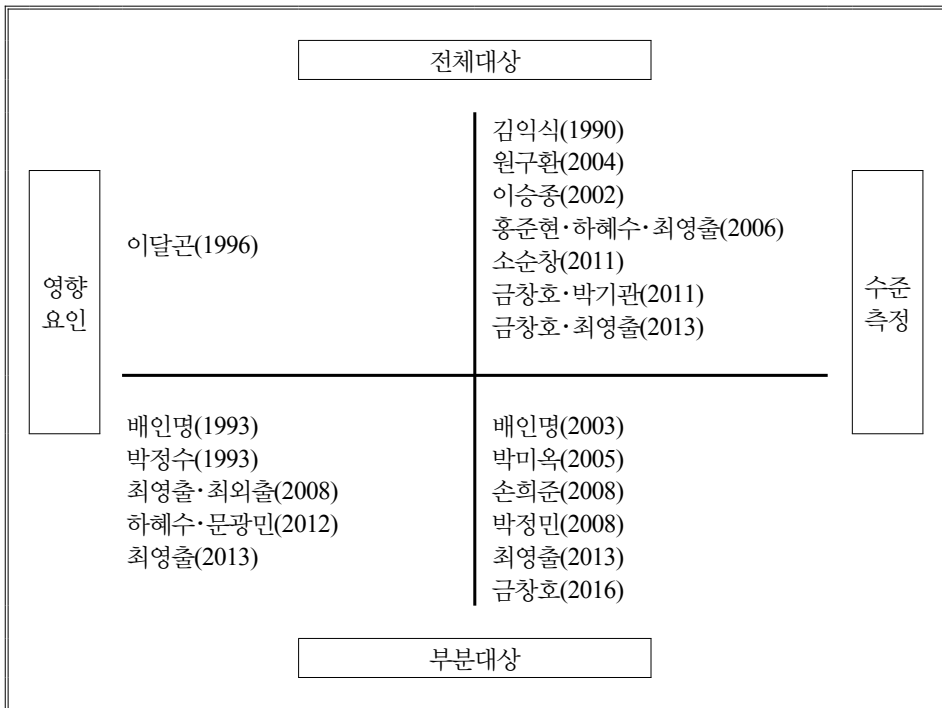 전체대상
김익식(1990)
원구환(2004)
이승종(2002)
홍준현·하혜수·최영출(2006)
소순창(2011)
금창호·박기관(2011)
금창호·최영출(2013)
이달곤(1996)
영향
요인
수준
측정
배인명(1993)
박정수(1993)
최영출·최외출(2008)
하혜수·문광민(2012)
최영출(2013)
배인명(2003)
박미옥(2005)
손희준(2008)
박정민(2008)
최영출(2013)
금창호(2016)
부분대상